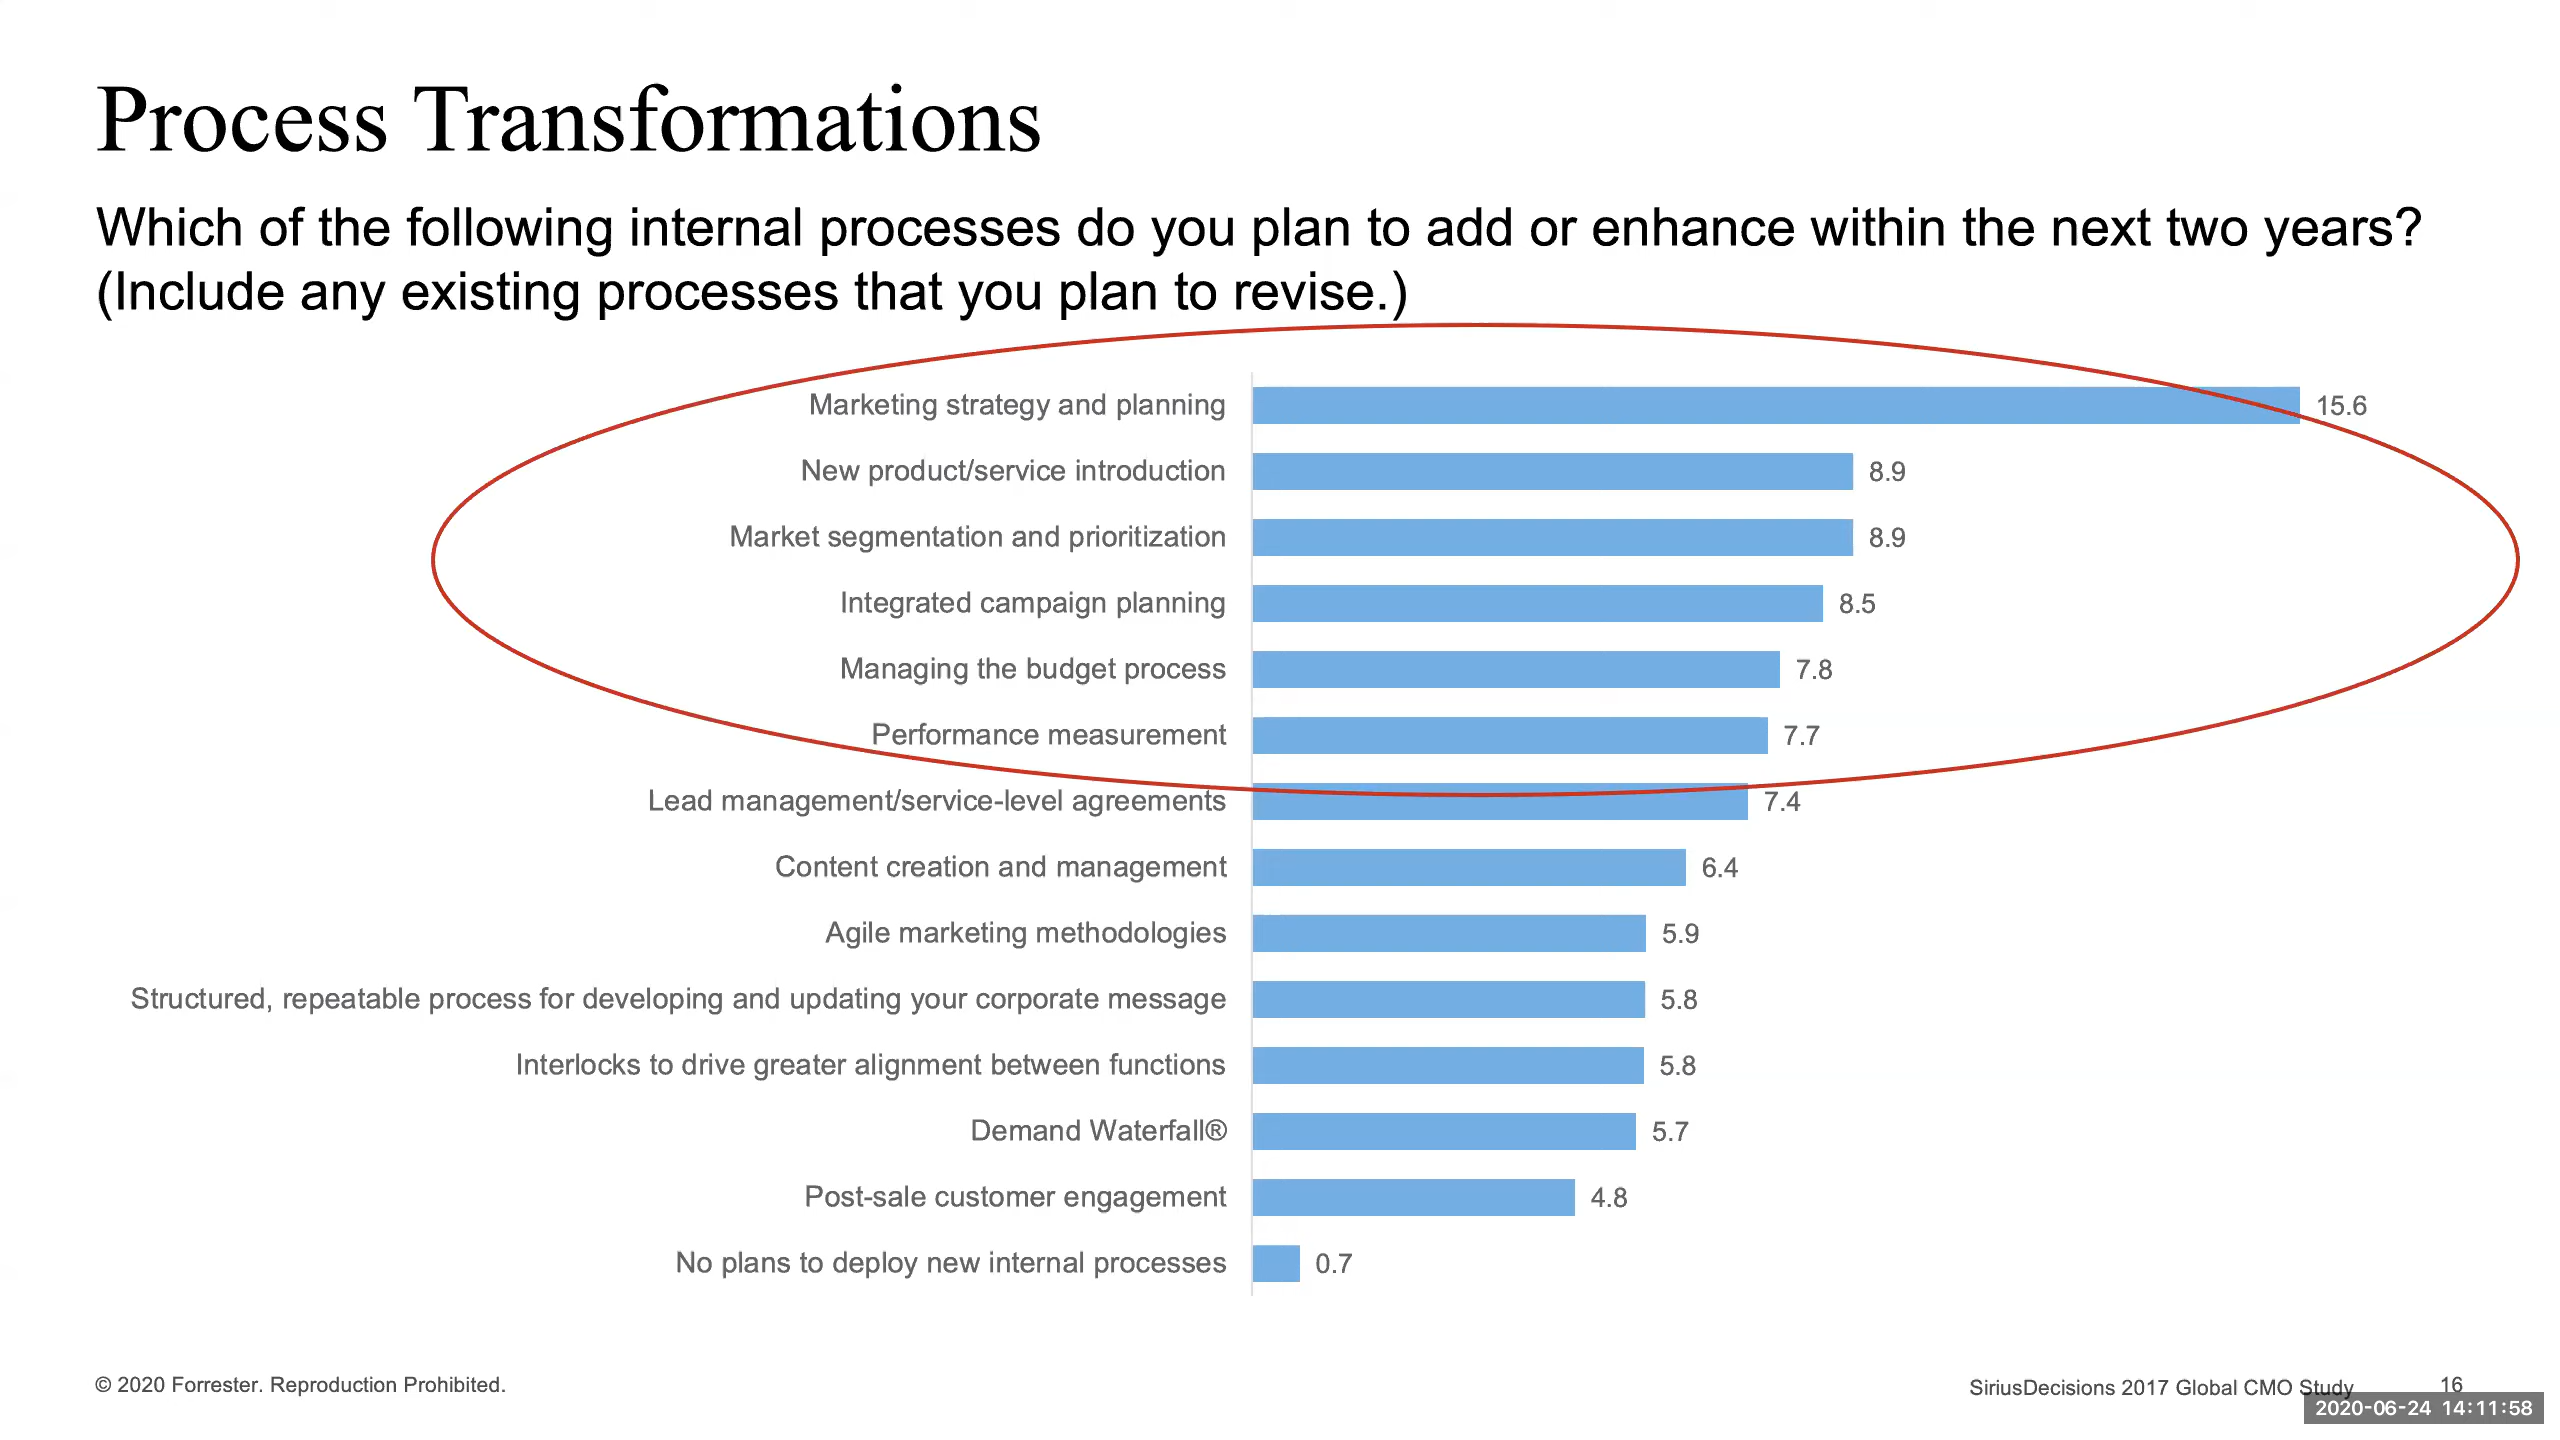 Process Transformations
Which of the following internal processes do you plan to add or enhance within the next two years?
(Include any existing processes that you plan to revise.)
Marketing strategy and planning 15.6
New product/service introduction 8.9
Market segmentation and prioritization 8.9
Integrated campaign planning 8.5
Managing the budget process 7.8
Performance measurement 7.7
Lead management/service-level agreements 7.4
Content creation and management 6.4
Agile marketing methodologies 5.9
Structured, repeatable process for developing and updating your corporate message 5.8
Interlocks to drive greater alignment between functions 5.8
Demand Waterfall® 5.7
Post-sale customer engagement 4.8
No plans to deploy new internal processes 0.7
© 2020 Forrester. Reproduction Prohibited.
SiriusDecisions 2017 Global CMO Study 16
2020-06-24 14:11:58